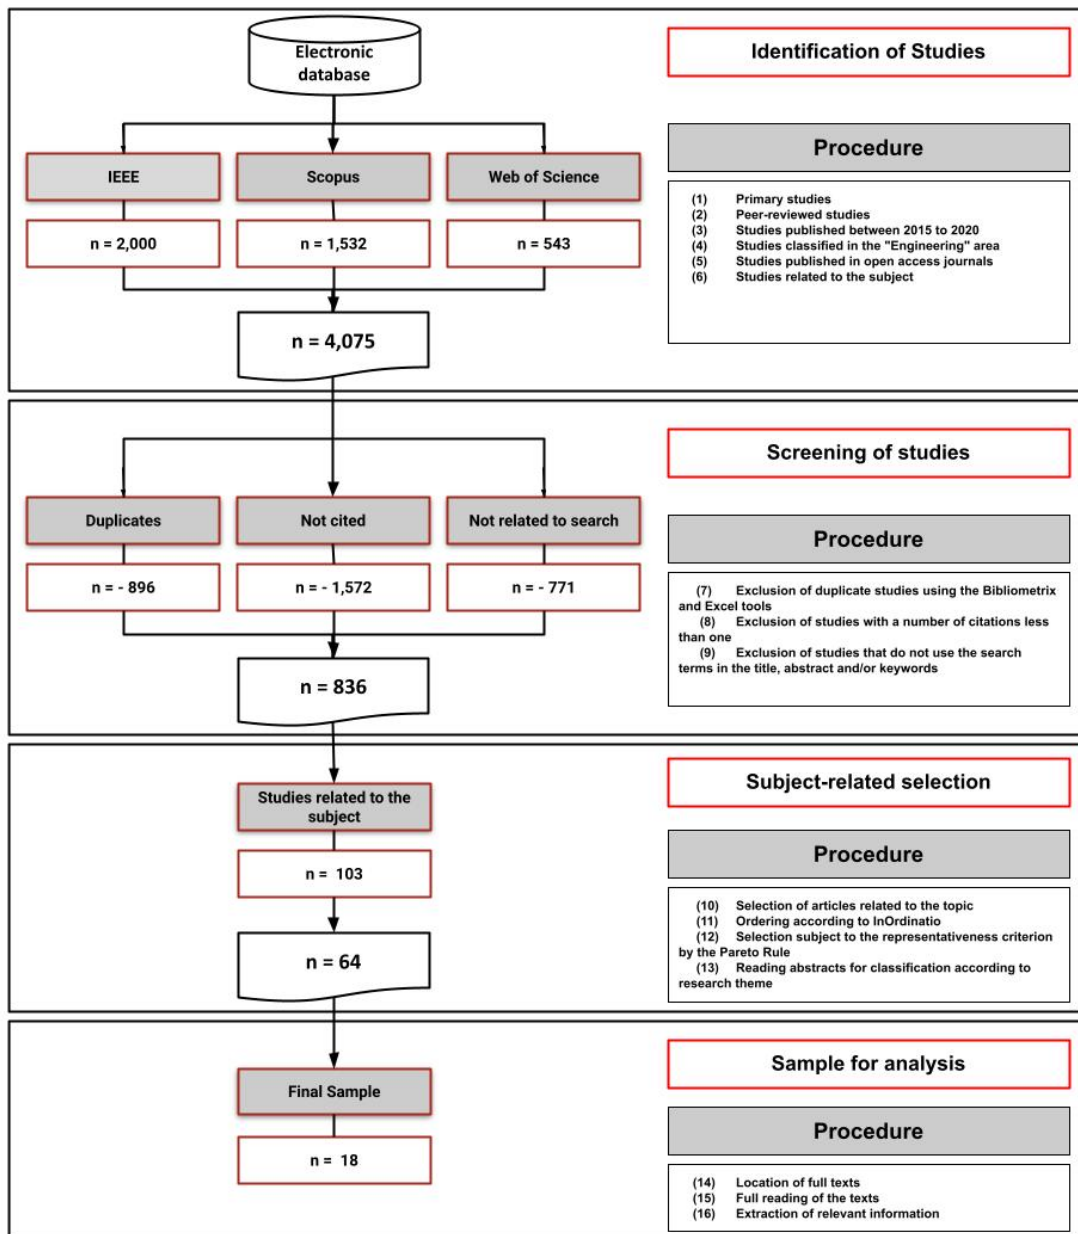 Electronic
database
IEEE
Scopus
Web of Science
n = 2,000
n = 1,532
n = 543
n = 4,075
Identification of Studies
Procedure
(1) Primary studies
(2) Peer-reviewed studies
(3) Studies published between 2015 to 2020
(4) Studies classified in the "Engineering" area
(5) Studies published in open access journals
(6) Studies related to the subject
Duplicates
Not cited
Not related to search
n = - 896
n = - 1,572
n = - 771
n = 836
Screening of studies
Procedure
(7) Exclusion of duplicate studies using the Bibliometrix
and Excel tools
(8) Exclusion of studies with a number of citations less
than one
(9) Exclusion of studies that do not use the search
terms in the title, abstract and/or keywords
Studies related to the
subject
n = 103
n = 64
Subject-related selection
Procedure
(10) Selection of articles related to the topic
(11) Ordering according to InOrdinatio
(12) Selection subject to the representativeness criterion
by the Pareto Rule
(13) Reading abstracts for classification according to
research theme
Final Sample
n = 18
Sample for analysis
Procedure
(14) Location of full texts
(15) Full reading of the texts
(16) Extraction of relevant information